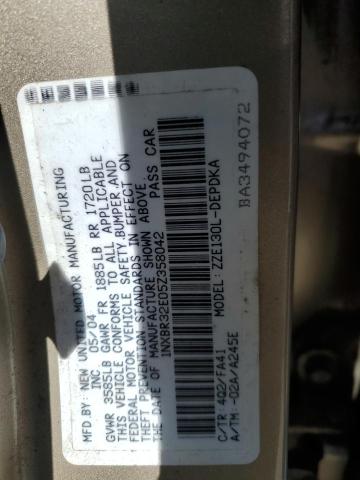 MFD BY: NEW UNITED MOTOR MANUFACTURING
INC 05/04
GVWR 3585LB GAWR FR 1885LB RR 1720LB
THIS VEHICLE CONFORMS TO ALL APPLICABLE
FEDERAL MOTOR VEHICLE SAFETY,BUMPER,AND
THEFT PREVENTION STANDARDS IN EFFECT ON
THE DATE OF MANUFACTURE SHOWN ABOVE
1NXBR32E05Z358042 PASS CAR
ZZE130L-DEPDKA
C/TR 4Q2/FA41
A/TM -02A/A245E
BA3494072